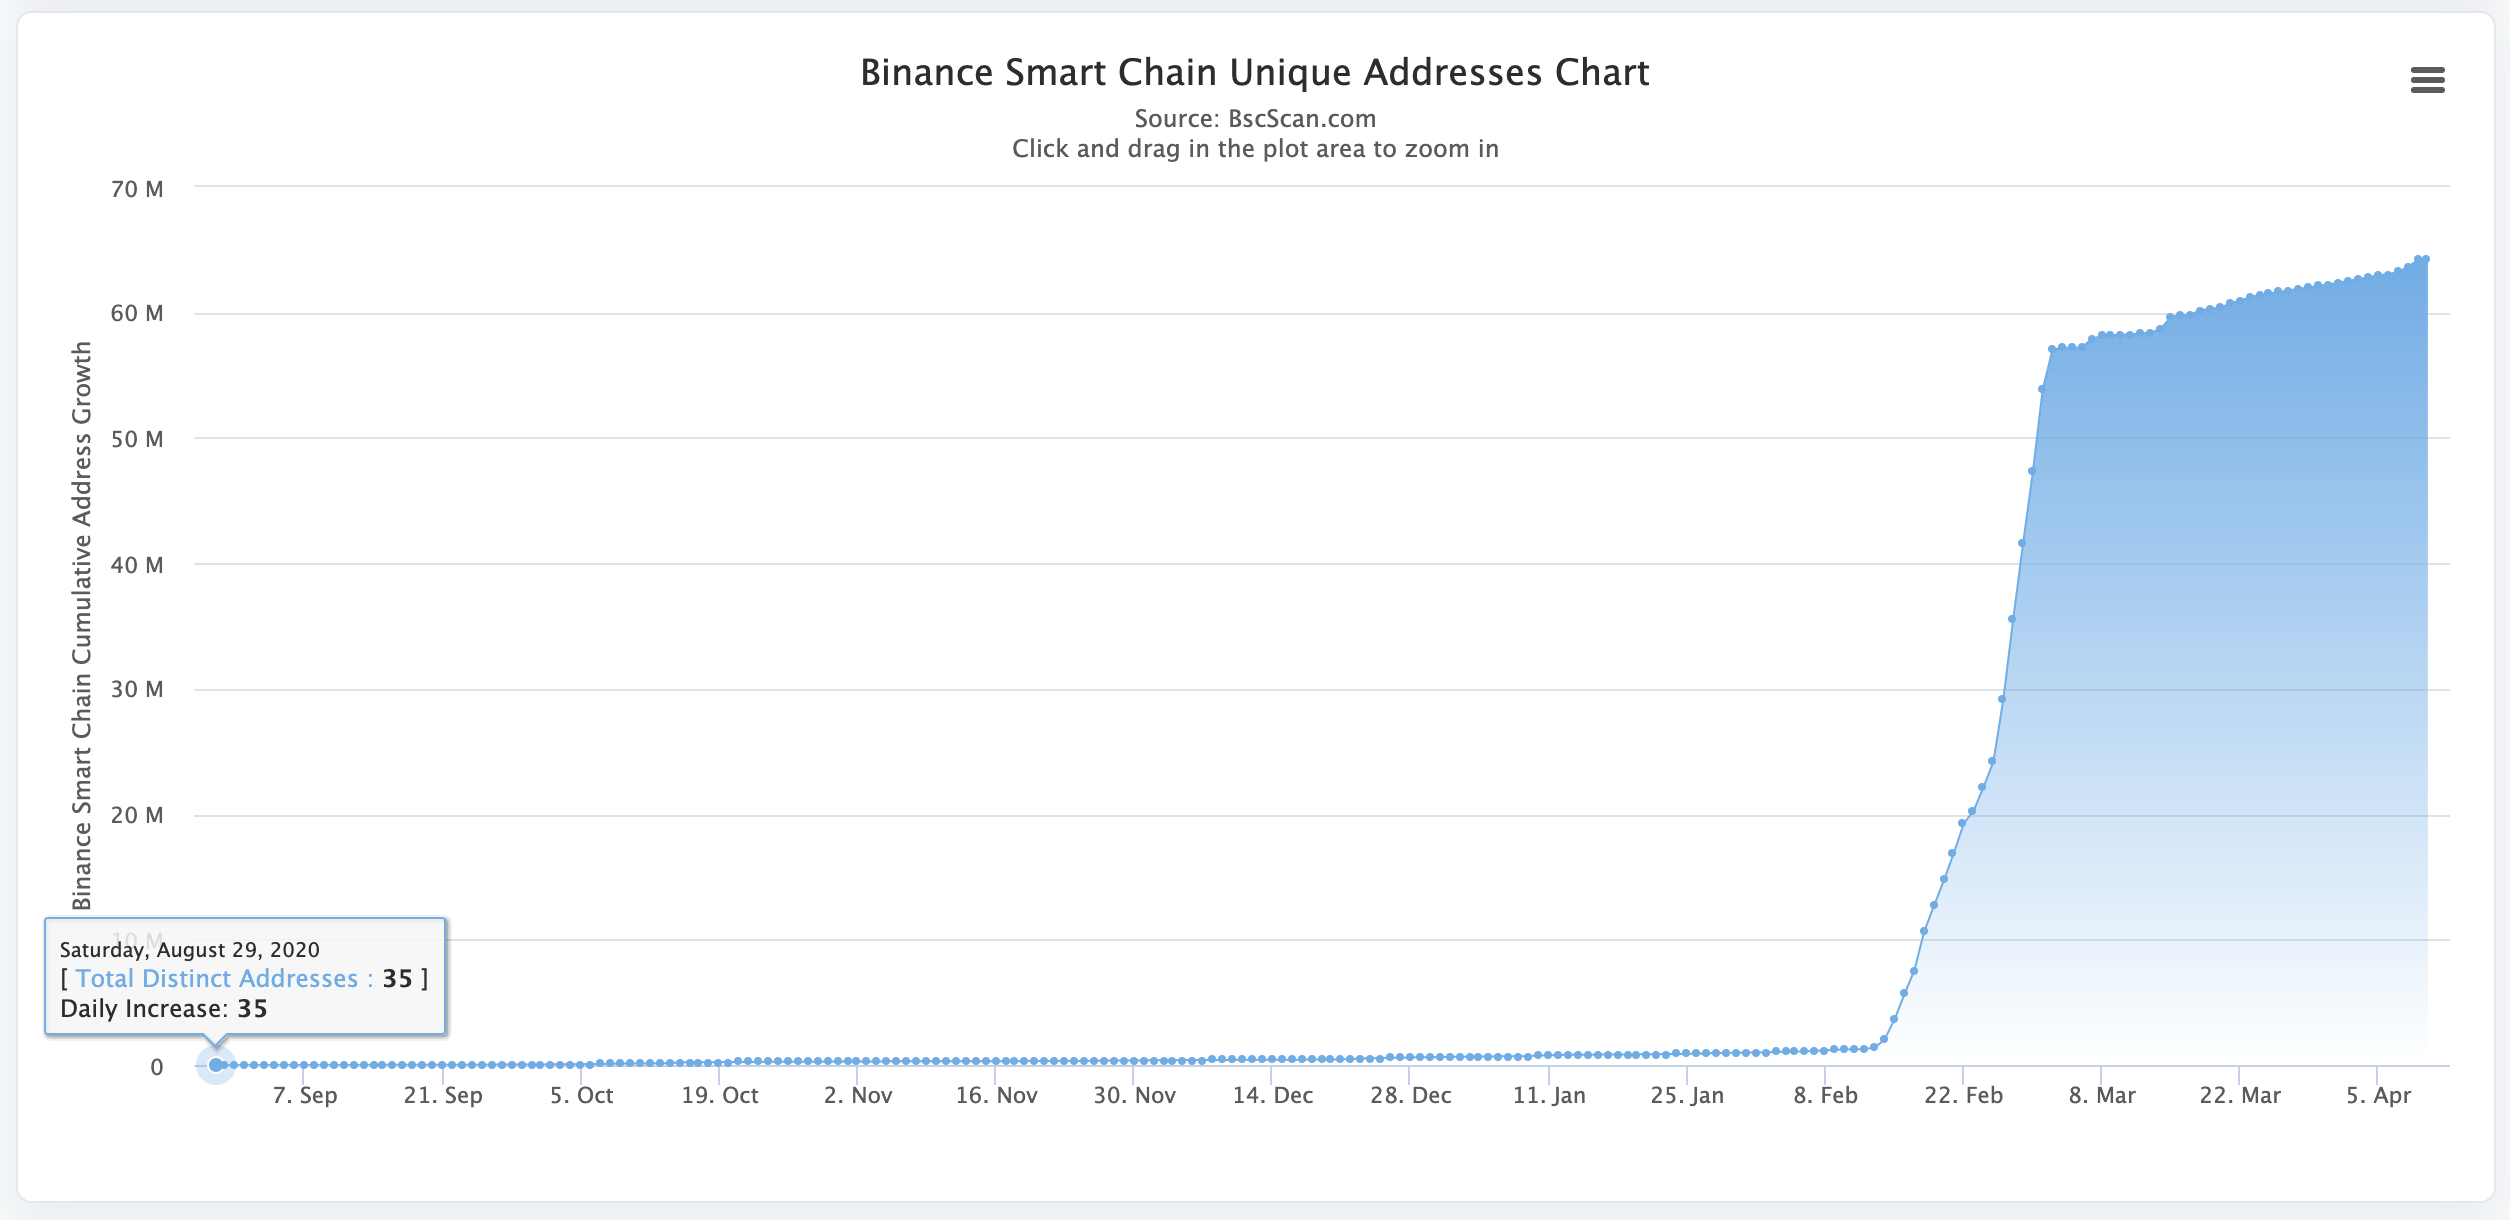 Binance Smart Chain Unique Addresses Chart
Source: BscScan.com
Click and drag in the plot area to zoom in
Binance Smart Chain Cumulative Address Growth
70 M
60 M
50 M
40 M
30 M
20 M
10 M
0
Saturday, August 29, 2020
[ Total Distinct Addresses : 35 ]
Daily Increase: 35
7. Sep 21. Sep 5. Oct 19. Oct 2. Nov 16. Nov 30. Nov 14. Dec 28. Dec 11. Jan 25. Jan 8. Feb 22. Feb 8. Mar 22. Mar 5. Apr